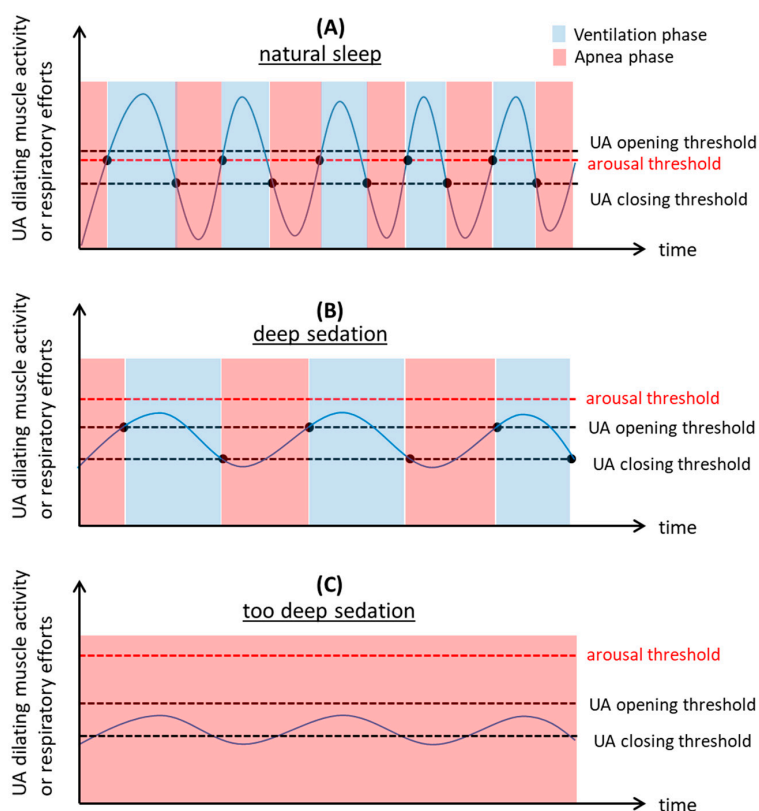 (A)
natural sleep
Ventilation phase
Apnea phase
UA dilating muscle activity
or respiratory efforts
UA opening threshold
arousal threshold
UA closing threshold
time
(B)
deep sedation
UA dilating muscle activity
or respiratory efforts
arousal threshold
UA opening threshold
UA closing threshold
time
(C)
too deep sedation
UA dilating muscle activity
or respiratory efforts
arousal threshold
UA opening threshold
UA closing threshold
time